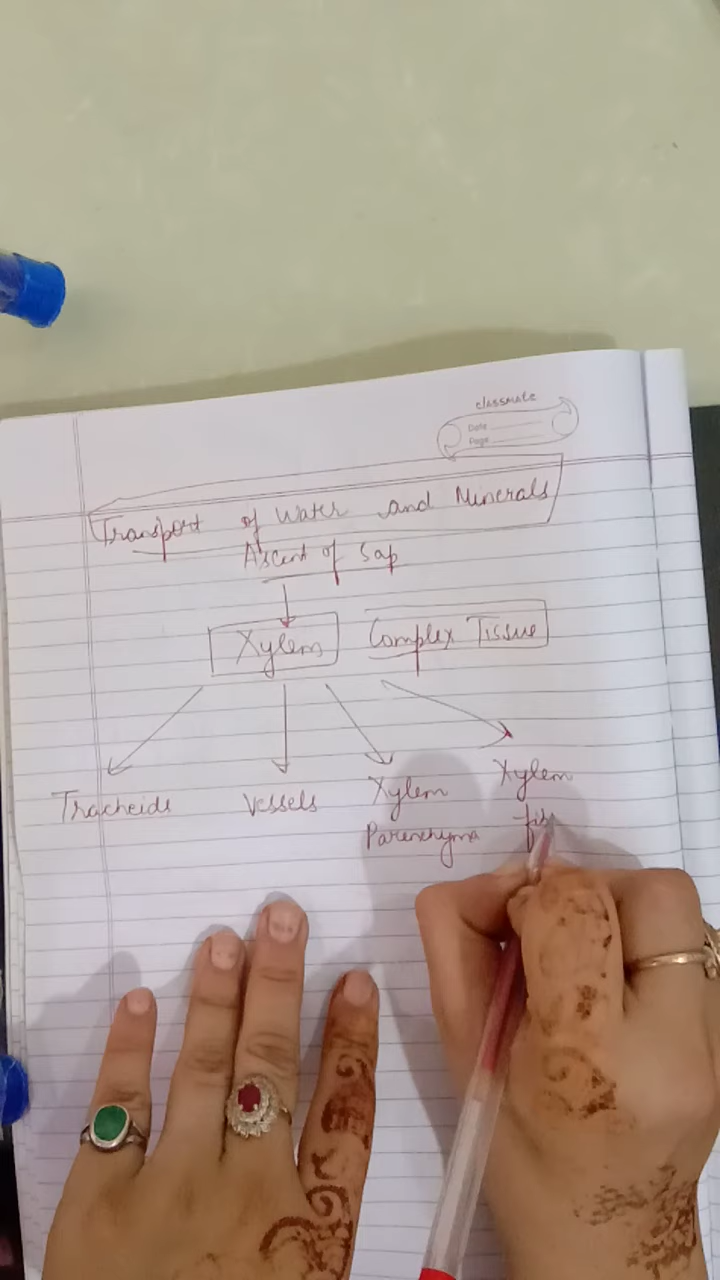 classmate
Date
Page
Transport of Water and Minerals
Ascent of Sap
Xylem Complex Tissue
Tracheids Vessels Xylem Parenchyma Xylem fib